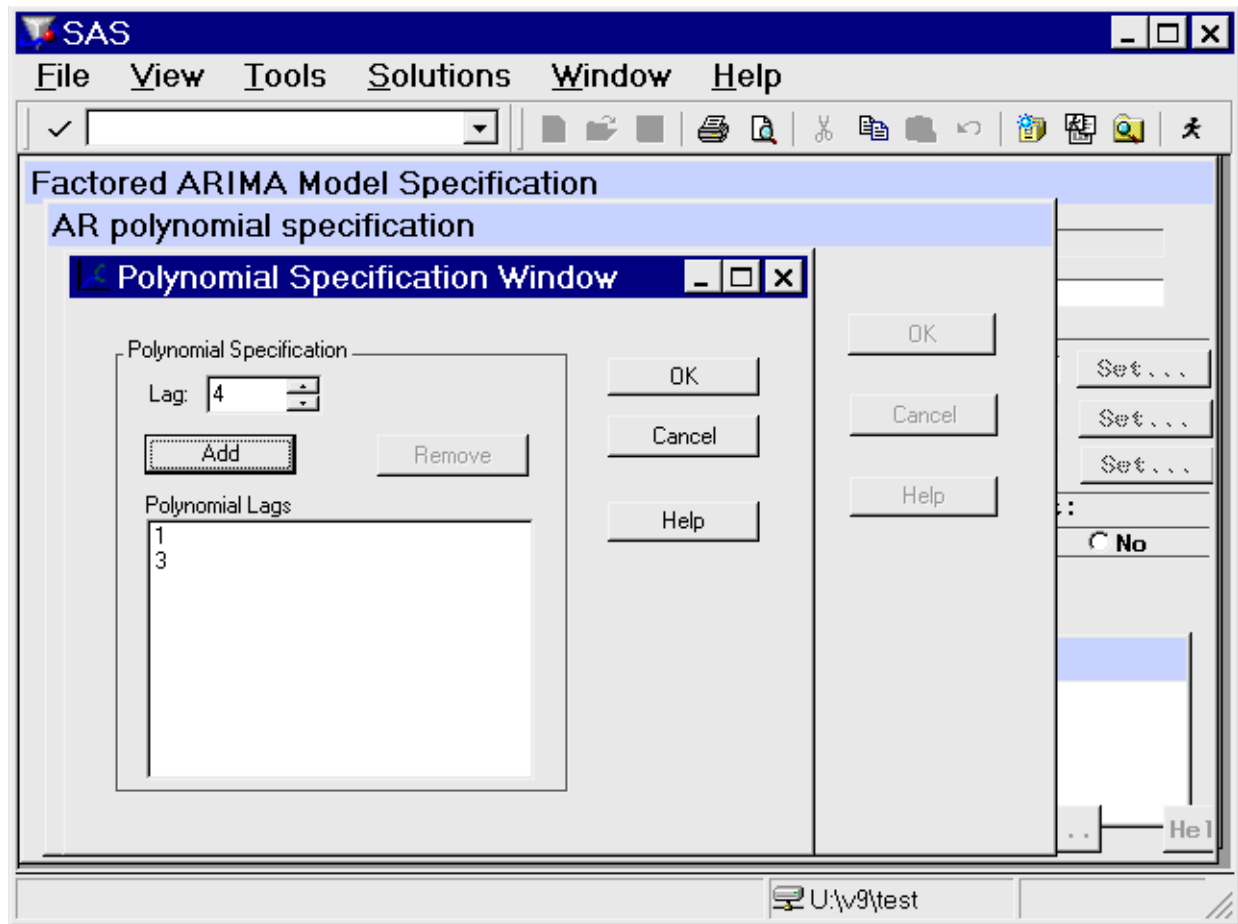 SAS
File View Tools Solutions Window Help
Factored ARIMA Model Specification
AR polynomial specification
Polynomial Specification Window
Polynomial Specification
Lag: 4
Add Remove
Polynomial Lags
1
3
OK
Cancel
Help
OK
Cancel
Help
Set...
Set...
Set...
:
No
..
Hel
U:\v9\test